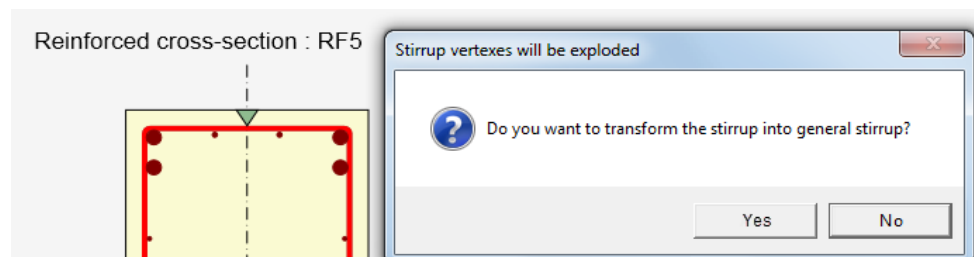 Reinforced cross-section : RF5
Stirrup vertexes will be exploded
Do you want to transform the stirrup into general stirrup?
Yes
No